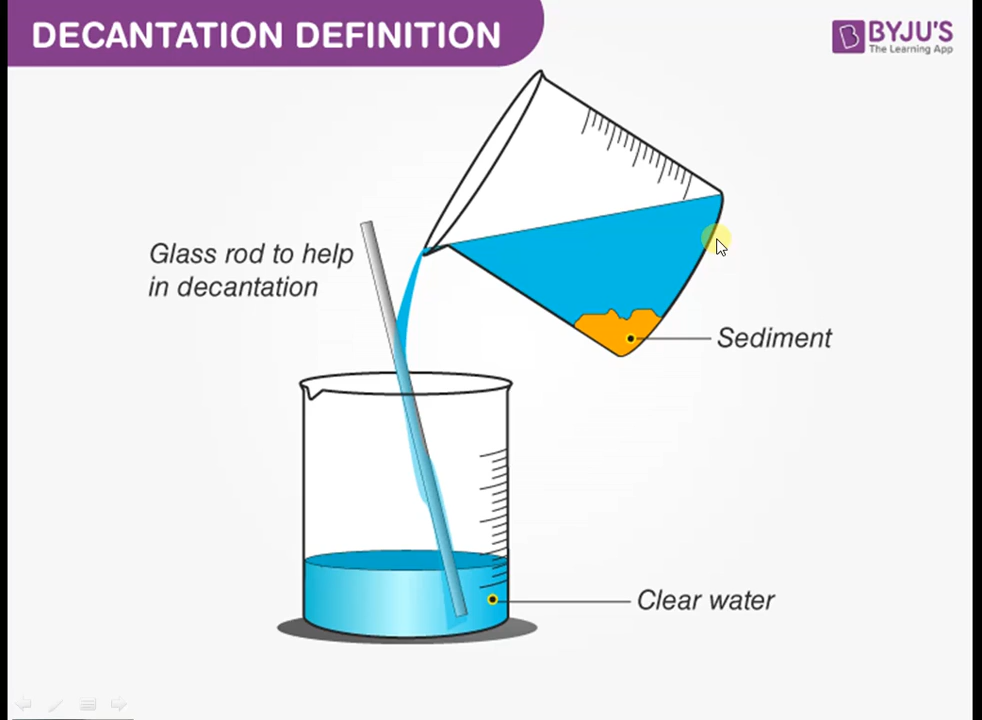 DECANTATION DEFINITION
BYJU'S
The Learning App
Glass rod to help
in decantation
Sediment
Clear water